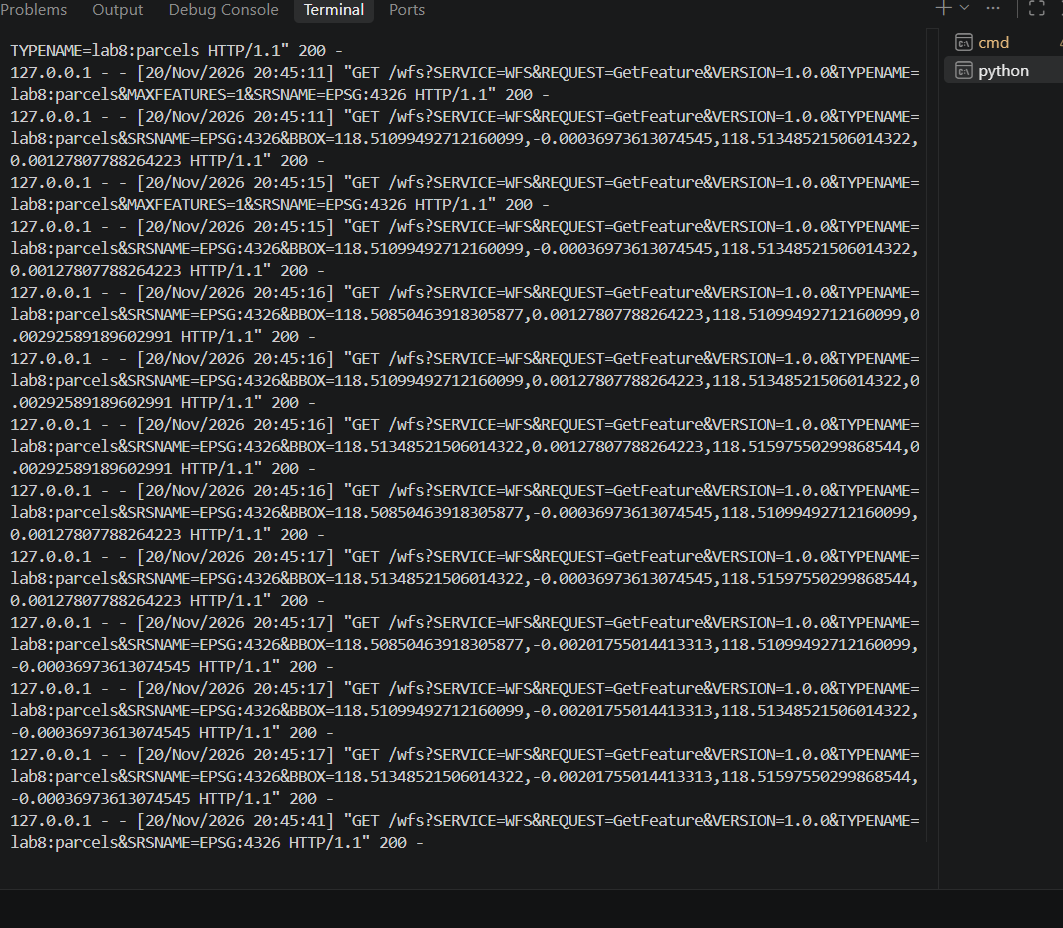 Problems Output Debug Console Terminal Ports
TYPENAME=lab8:parcels HTTP/1.1" 200 -
127.0.0.1 - - [20/Nov/2026 20:45:11] "GET /wfs?SERVICE=WFS&REQUEST=GetFeature&VERSION=1.0.0&TYPENAME=
lab8:parcels&MAXFEATURES=1&SRSNAME=EPSG:4326 HTTP/1.1" 200 -
127.0.0.1 - - [20/Nov/2026 20:45:11] "GET /wfs?SERVICE=WFS&REQUEST=GetFeature&VERSION=1.0.0&TYPENAME=
lab8:parcels&SRSNAME=EPSG:4326&BBOX=118.51099492712160099,-0.00036973613074545,118.51348521506014322,
0.00127807788264223 HTTP/1.1" 200 -
127.0.0.1 - - [20/Nov/2026 20:45:15] "GET /wfs?SERVICE=WFS&REQUEST=GetFeature&VERSION=1.0.0&TYPENAME=
lab8:parcels&MAXFEATURES=1&SRSNAME=EPSG:4326 HTTP/1.1" 200 -
127.0.0.1 - - [20/Nov/2026 20:45:15] "GET /wfs?SERVICE=WFS&REQUEST=GetFeature&VERSION=1.0.0&TYPENAME=
lab8:parcels&SRSNAME=EPSG:4326&BBOX=118.51099492712160099,-0.00036973613074545,118.51348521506014322,
0.00127807788264223 HTTP/1.1" 200 -
127.0.0.1 - - [20/Nov/2026 20:45:16] "GET /wfs?SERVICE=WFS&REQUEST=GetFeature&VERSION=1.0.0&TYPENAME=
lab8:parcels&SRSNAME=EPSG:4326&BBOX=118.50850463918305877,0.00127807788264223,118.51099492712160099,0
.00292589189602991 HTTP/1.1" 200 -
127.0.0.1 - - [20/Nov/2026 20:45:16] "GET /wfs?SERVICE=WFS&REQUEST=GetFeature&VERSION=1.0.0&TYPENAME=
lab8:parcels&SRSNAME=EPSG:4326&BBOX=118.51099492712160099,0.00127807788264223,118.51348521506014322,0
.00292589189602991 HTTP/1.1" 200 -
127.0.0.1 - - [20/Nov/2026 20:45:16] "GET /wfs?SERVICE=WFS&REQUEST=GetFeature&VERSION=1.0.0&TYPENAME=
lab8:parcels&SRSNAME=EPSG:4326&BBOX=118.51348521506014322,0.00127807788264223,118.51597550299868544,0
.00292589189602991 HTTP/1.1" 200 -
127.0.0.1 - - [20/Nov/2026 20:45:16] "GET /wfs?SERVICE=WFS&REQUEST=GetFeature&VERSION=1.0.0&TYPENAME=
lab8:parcels&SRSNAME=EPSG:4326&BBOX=118.50850463918305877,-0.00036973613074545,118.51099492712160099,
0.00127807788264223 HTTP/1.1" 200 -
127.0.0.1 - - [20/Nov/2026 20:45:17] "GET /wfs?SERVICE=WFS&REQUEST=GetFeature&VERSION=1.0.0&TYPENAME=
lab8:parcels&SRSNAME=EPSG:4326&BBOX=118.51348521506014322,-0.00036973613074545,118.51597550299868544,
0.00127807788264223 HTTP/1.1" 200 -
127.0.0.1 - - [20/Nov/2026 20:45:17] "GET /wfs?SERVICE=WFS&REQUEST=GetFeature&VERSION=1.0.0&TYPENAME=
lab8:parcels&SRSNAME=EPSG:4326&BBOX=118.50850463918305877,-0.00201755014413313,118.51099492712160099,
-0.00036973613074545 HTTP/1.1" 200 -
127.0.0.1 - - [20/Nov/2026 20:45:17] "GET /wfs?SERVICE=WFS&REQUEST=GetFeature&VERSION=1.0.0&TYPENAME=
lab8:parcels&SRSNAME=EPSG:4326&BBOX=118.51099492712160099,-0.00201755014413313,118.51348521506014322,
-0.00036973613074545 HTTP/1.1" 200 -
127.0.0.1 - - [20/Nov/2026 20:45:17] "GET /wfs?SERVICE=WFS&REQUEST=GetFeature&VERSION=1.0.0&TYPENAME=
lab8:parcels&SRSNAME=EPSG:4326&BBOX=118.51348521506014322,-0.00201755014413313,118.51597550299868544,
-0.00036973613074545 HTTP/1.1" 200 -
127.0.0.1 - - [20/Nov/2026 20:45:41] "GET /wfs?SERVICE=WFS&REQUEST=GetFeature&VERSION=1.0.0&TYPENAME=
lab8:parcels&SRSNAME=EPSG:4326 HTTP/1.1" 200 -
cmd
python